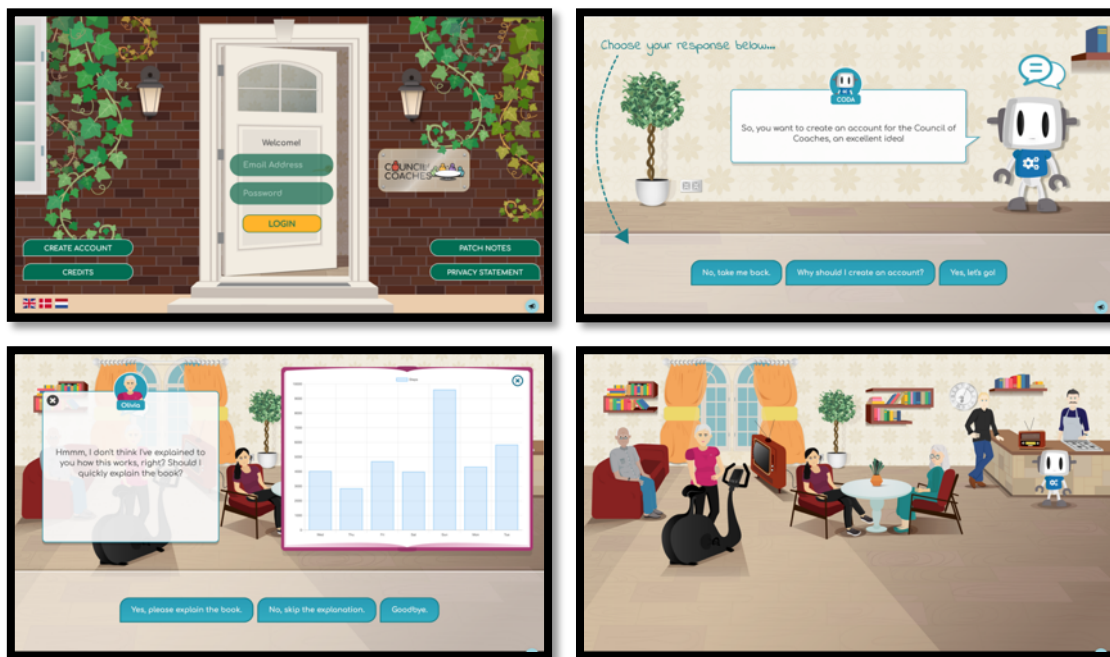 Welcome!
Email Address
Password
LOGIN
COUNCIL OF
COACHES
CREATE ACCOUNT
CREDITS
PATCH NOTES
PRIVACY STATEMENT
Choose your response below...
CODA
So, you want to create an account for the Council of
Coaches, an excellent idea!
No, take me back.
Why should I create an account?
Yes, let's go!
Olivia
Hmmm, I don't think I've explained to
you how this works, right? Should I
quickly explain the book?
Yes, please explain the book.
No, skip the explanation.
Goodbye.